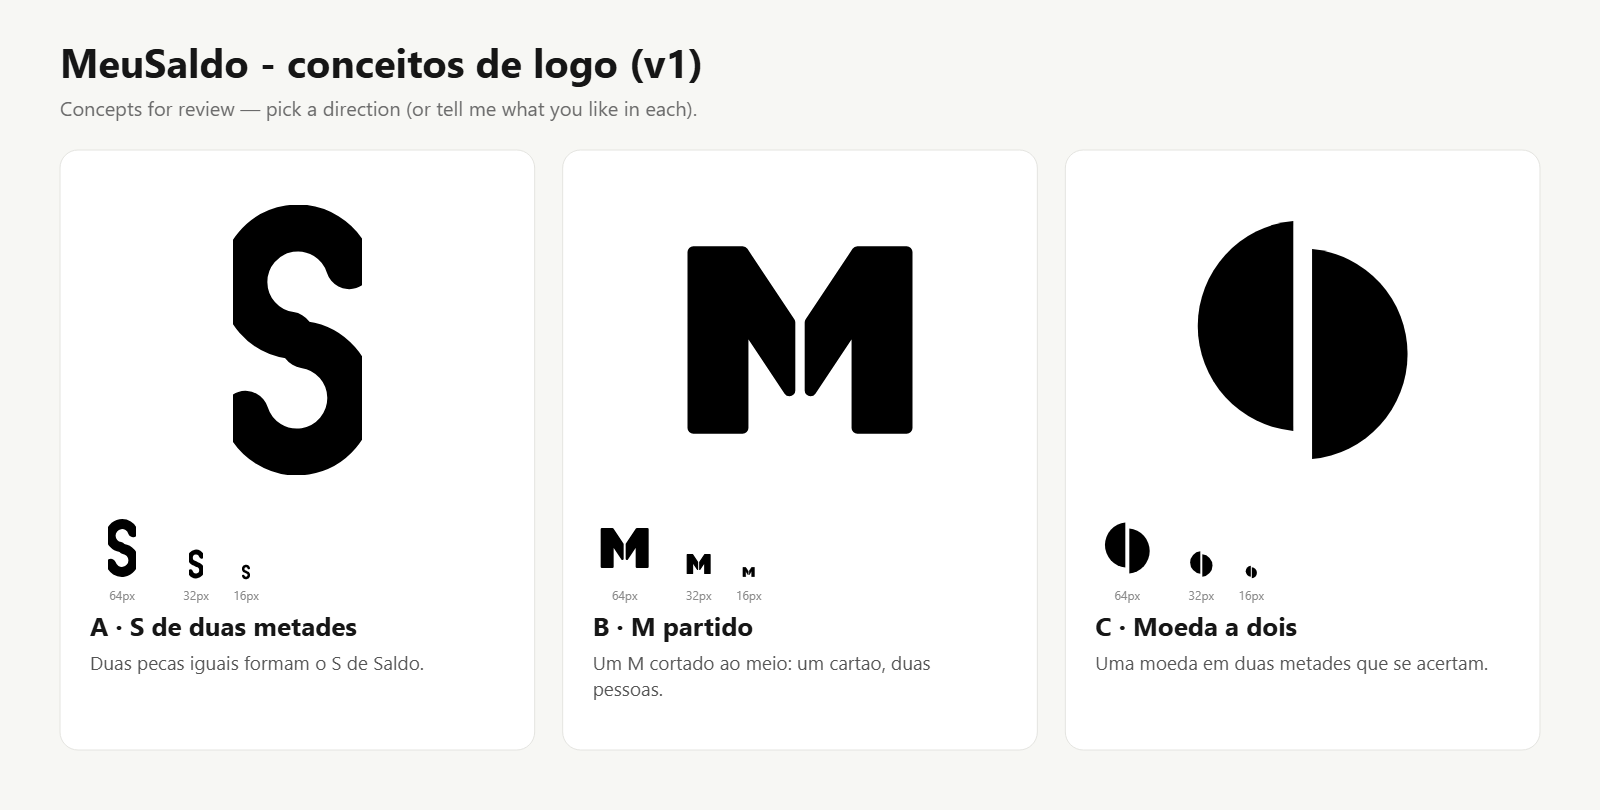 MeuSaldo - conceitos de logo (v1)
Concepts for review — pick a direction (or tell me what you like in each).
S
M
64px 32px 16px
64px 32px 16px
64px 32px 16px
A · S de duas metades
Duas pecas iguais formam o S de Saldo.
B · M partido
Um M cortado ao meio: um cartao, duas
pessoas.
C · Moeda a dois
Uma moeda em duas metades que se acertam.